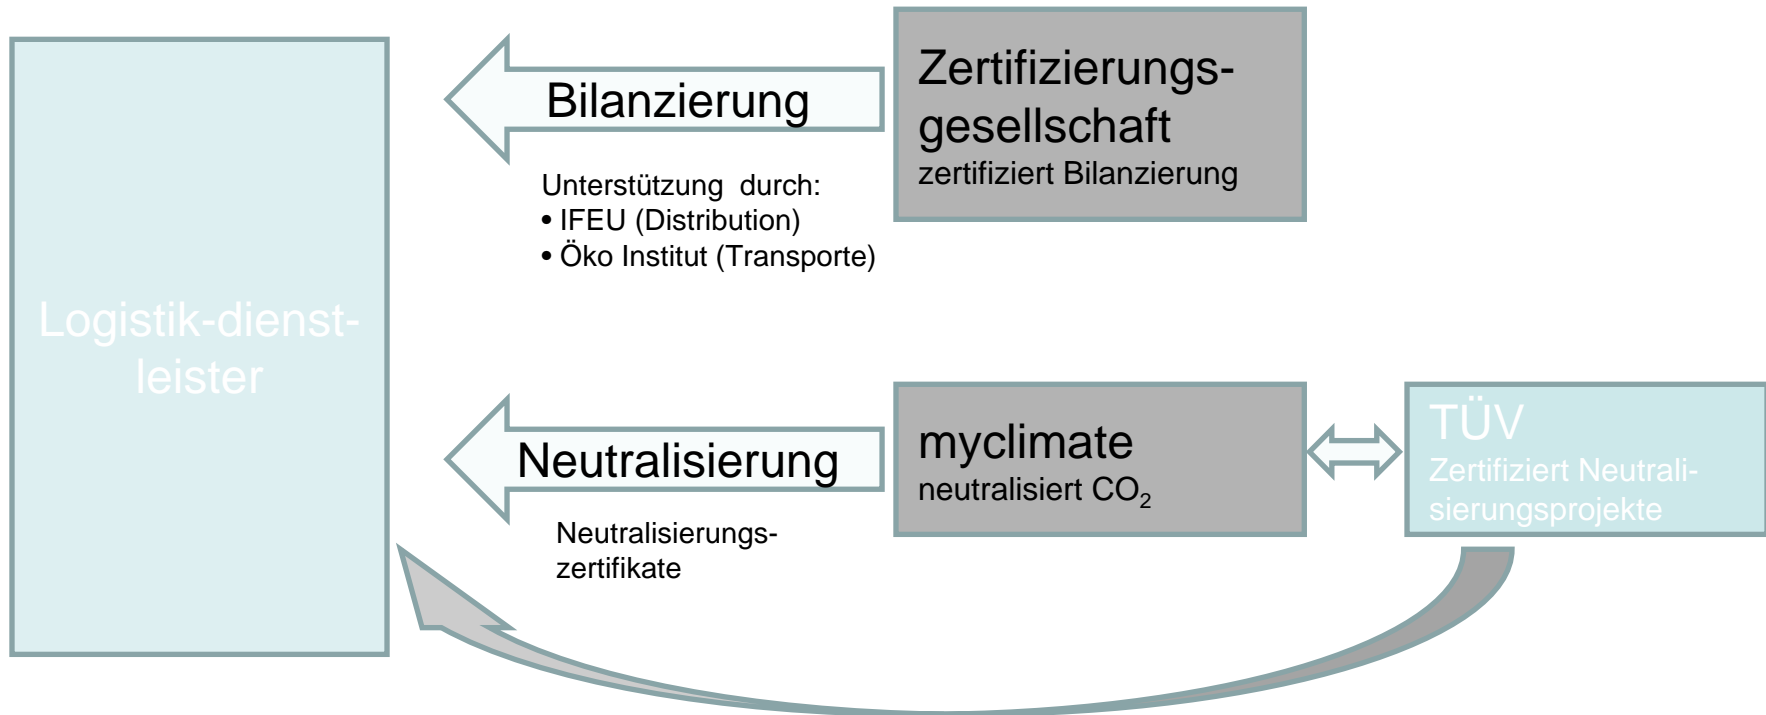 Logistik-dienst-
leister
Bilanzierung
Unterstützung durch:
• IFEU (Distribution)
• Öko Institut (Transporte)
Zertifizierungs-
gesellschaft
zertifiziert Bilanzierung
Neutralisierung
Neutralisierungs-
zertifikate
myclimate
neutralisiert CO₂
TÜV
Zertifiziert Neutrali-
sierungsprojekte